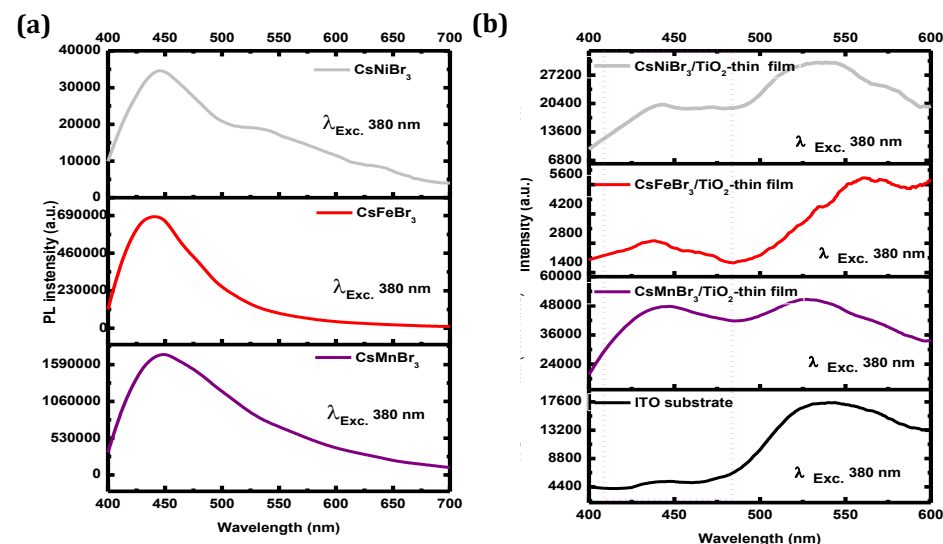 (a)
400 450 500 550 600 650 700
40000
30000
20000
10000
0
CsNiBr3
λExc. 380 nm
690000
460000
230000
0
CsFeBr3
λExc. 380 nm
1590000
1060000
530000
0
CsMnBr3
λExc. 380 nm
PL instensity (a.u.)
400 450 500 550 600 650 700
Wavelength (nm)
(b)
400 450 500 550 600
27200
20400
13600
6800
CsNiBr3/TiO2-thin film
λ Exc. 380 nm
5600
4200
2800
1400
CsFeBr3/TiO2-thin film
λ Exc. 380 nm
60000
48000
36000
24000
CsMnBr3/TiO2-thin film
λ Exc. 380 nm
17600
13200
8800
4400
ITO substrate
λ Exc. 380 nm
Intensity (a.u.)
400 450 500 550 600
Wavelength (nm)